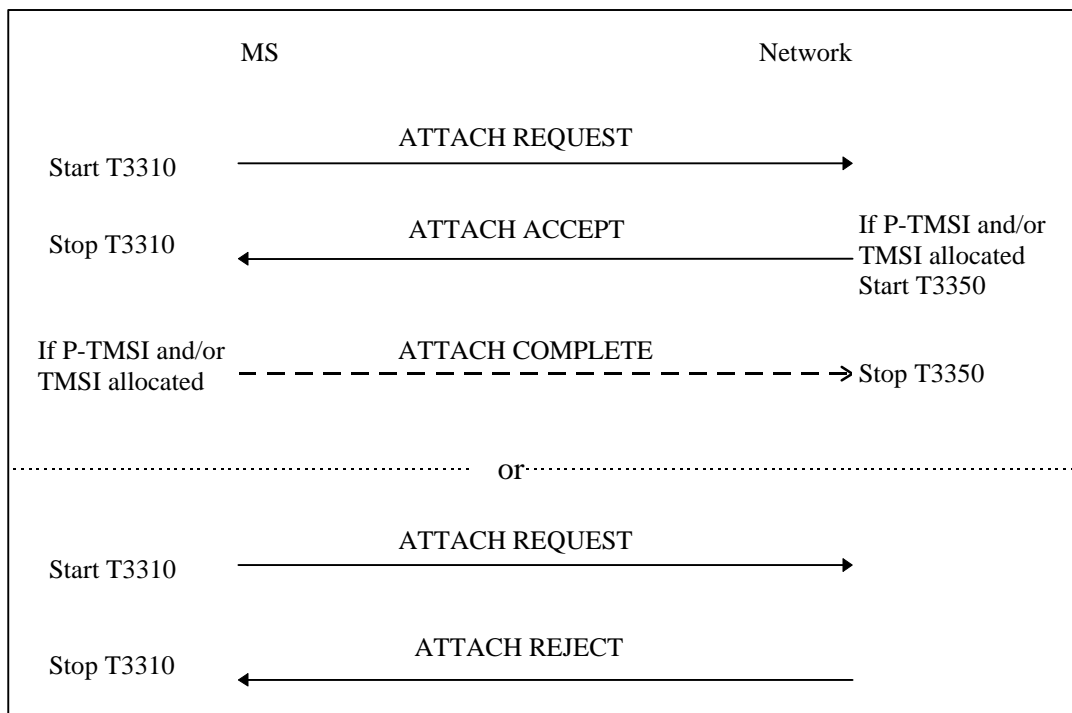 MS
Network
ATTACH REQUEST
Start T3310
ATTACH ACCEPT
Stop T3310
If P-TMSI and/or
TMSI allocated
Start T3350
If P-TMSI and/or
TMSI allocated
ATTACH COMPLETE
Stop T3350
or
ATTACH REQUEST
Start T3310
ATTACH REJECT
Stop T3310